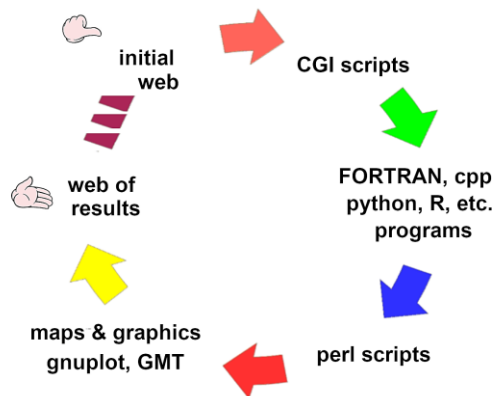 initial
web
CGI scripts
FORTRAN, cpp
python, R, etc.
programs
perl scripts
maps & graphics
gnuplot, GMT
web of
results